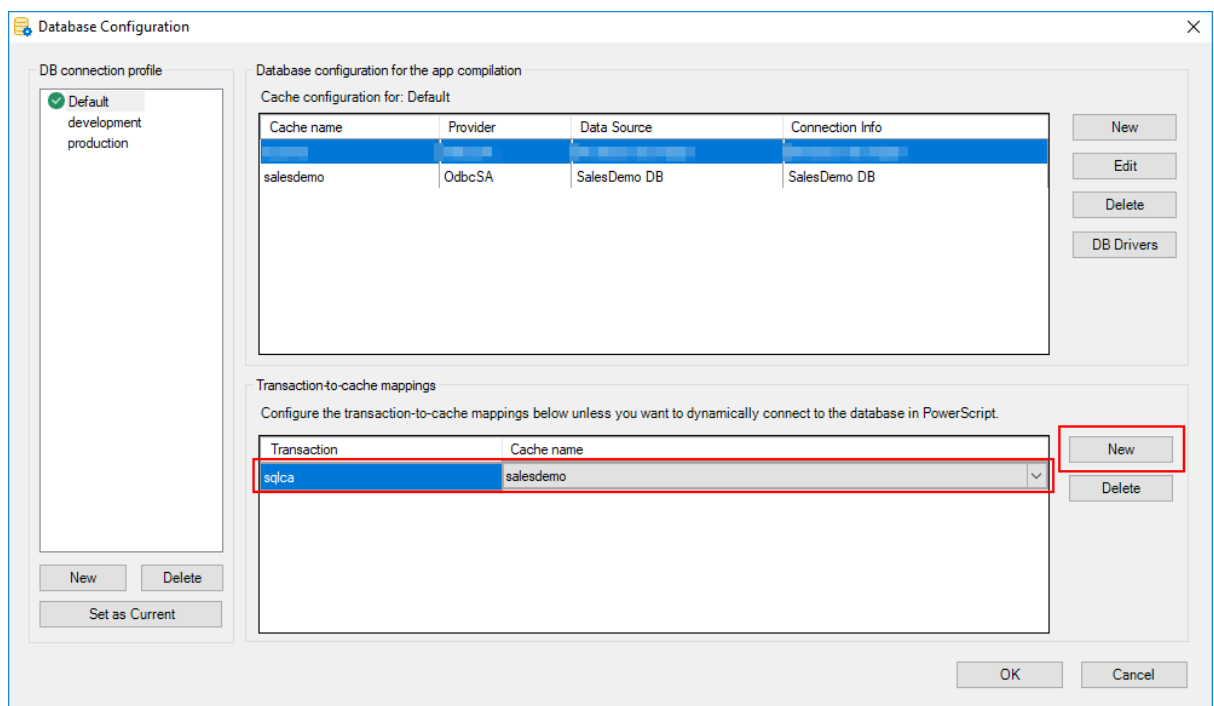 Database Configuration
DB connection profile
Default
development
production
New
Delete
Set as Current
Database configuration for the app compilation
Cache configuration for: Default
Cache name Provider Data Source Connection Info
salesdemo OdbcSA SalesDemo DB SalesDemo DB
New
Edit
Delete
DB Drivers
Transaction-to-cache mappings
Configure the transaction-to-cache mappings below unless you want to dynamically connect to the database in PowerScript.
Transaction Cache name
sqlca salesdemo
New
Delete
OK Cancel